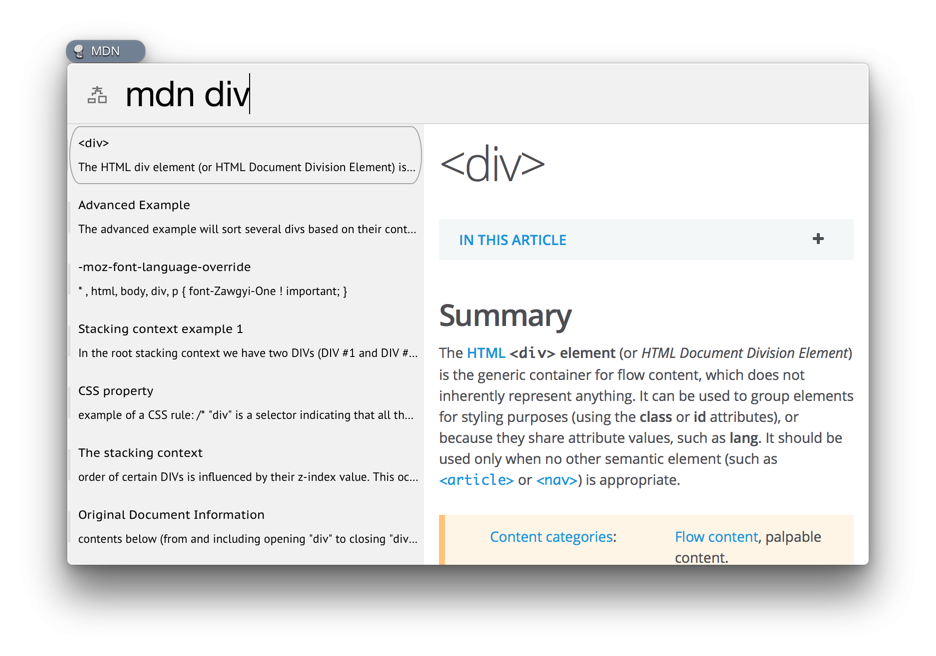 MDN
mdn div
<div>
The HTML div element (or HTML Document Division Element) is...
Advanced Example
The advanced example will sort several divs based on their cont...
-moz-font-language-override
* , html, body, div, p { font-Zawgyi-One ! important; }
Stacking context example 1
In the root stacking context we have two DIVs (DIV #1 and DIV #...
CSS property
example of a CSS rule: /* "div" is a selector indicating that all th...
The stacking context
order of certain DIVs is influenced by their z-index value. This oc...
Original Document Information
contents below (from and including opening "div" to closing "div...
<div>
IN THIS ARTICLE +
Summary
The HTML <div> element (or HTML Document Division Element)
is the generic container for flow content, which does not
inherently represent anything. It can be used to group elements
for styling purposes (using the class or id attributes), or
because they share attribute values, such as lang. It should be
used only when no other semantic element (such as
<article> or <nav>) is appropriate.
Content categories: Flow content, palpable
content.